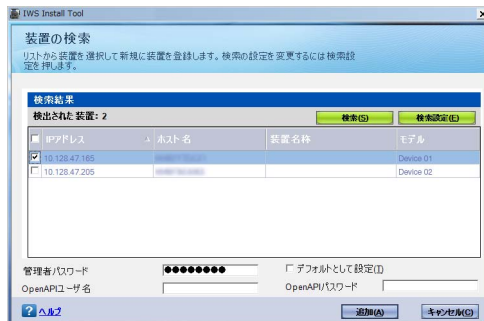 IWS Install Tool
装置の検索
リストから装置を選択して新規に装置を登録します。検索の設定を変更するには検索設
定を押します。
検索結果
検出された装置: 2
検索(S)
検索設定(E)
IPアドレス
ホスト名
装置名称
モデル
10.128.47.165
Device 01
10.128.47.205
Device 02
管理者パスワード
●●●●●●●●
デフォルトとして設定(T)
OpenAPIユーザ名
OpenAPIパスワード
ヘルプ
追加(A)
キャンセル(C)